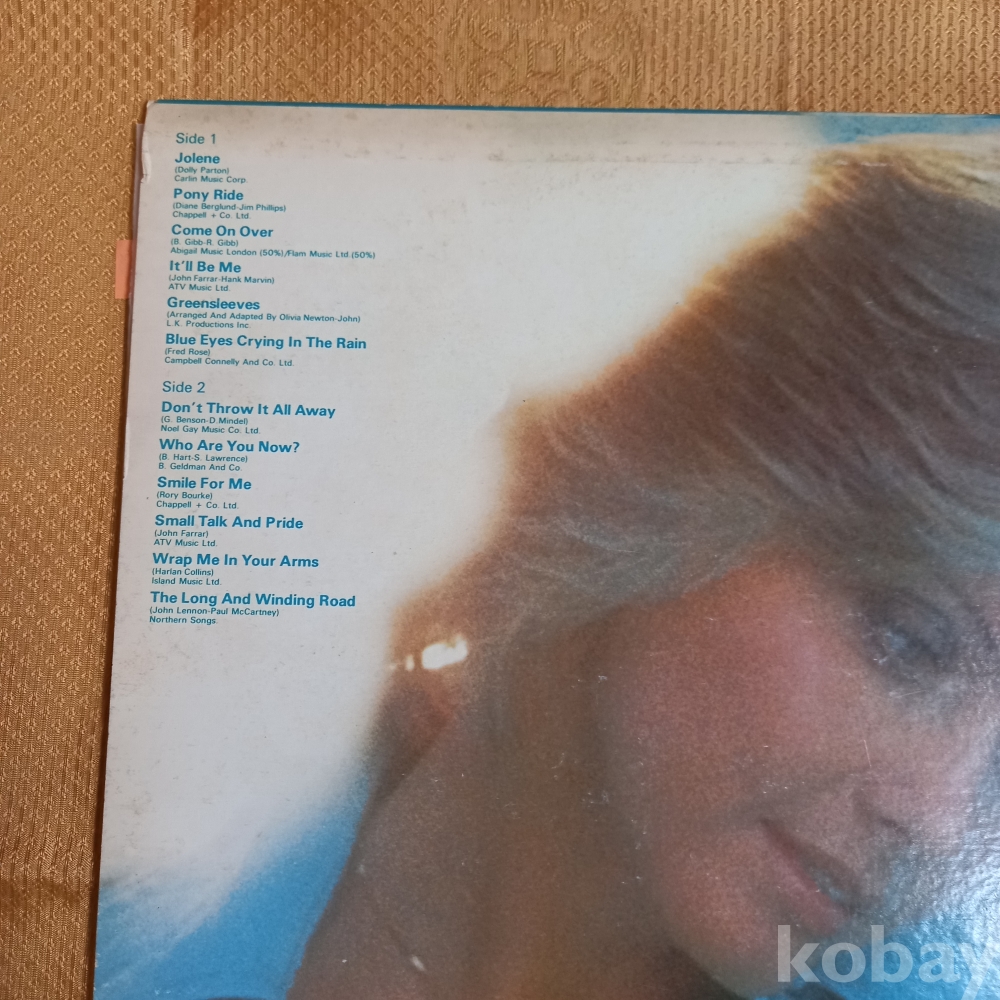 Side 1
Jolene
(Dolly Parton)
Carlin Music Corp.
Pony Ride
(Diane Berglund-Jim Phillips)
Chappell + Co. Ltd.
Come On Over
(B. Gibb-R. Gibb)
Abigail Music London (50%)/Flam Music Ltd.(50%)
It'll Be Me
(John Farrar-Hank Marvin)
ATV Music Ltd.
Greensleeves
(Arranged And Adapted By Olivia Newton-John)
L.K. Productions Inc.
Blue Eyes Crying In The Rain
(Fred Rose)
Campbell Connelly And Co. Ltd.
Side 2
Don't Throw It All Away
(G. Benson-D.Mindel)
Noel Gay Music Co. Ltd.
Who Are You Now?
(B. Hart-S. Lawrence)
B. Geldman And Co.
Smile For Me
(Rory Bourke)
Chappell + Co. Ltd.
Small Talk And Pride
(John Farrar)
ATV Music Ltd.
Wrap Me In Your Arms
(Harlan Collins)
Island Music Ltd.
The Long And Winding Road
(John Lennon-Paul McCartney)
Northern Songs.
kobay